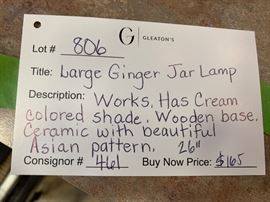 Lot # 806
G GLEATON'S
Title: Large Ginger Jar Lamp
Description: Works, Has Cream
colored shade. Wooden base.
Ceramic with beautiful
Asian pattern. 26"
Consignor # 461 Buy Now Price: $165